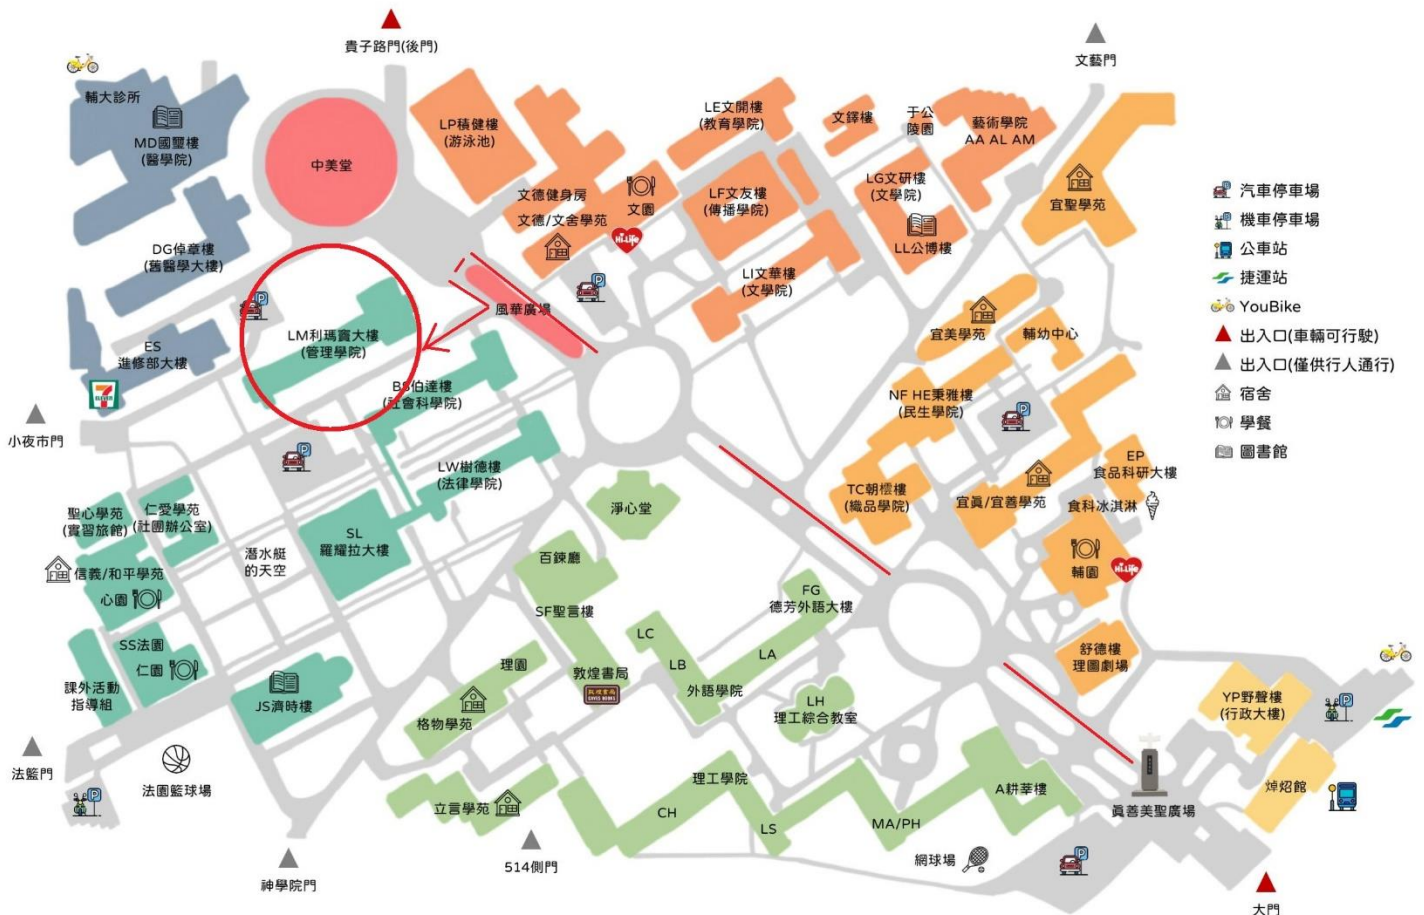 貴子路門(後門)
文藝門
輔大診所
MD國璽樓
(醫學院)
中美堂
LP積健樓
(游泳池)
LE文開樓
(教育學院)
文鐸樓
于公
陵園
藝術學院
AA AL AM
文德健身房
文德/文舍學苑
文園
Hi-Life
LF文友樓
(傳播學院)
LG文研樓
(文學院)
LL公博樓
宜聖學苑
DG倬章樓
(舊醫學大樓)
P
LI文華樓
(文學院)
風華廣場
P
LM利瑪竇大樓
(管理學院)
ES
進修部大樓
7
ELEVEN
小夜市門
BS伯達樓
(社會科學院)
宜美學苑
輔幼中心
NF HE秉雅樓
(民生學院)
P
P
LW樹德樓
(法律學院)
EP
食品科研大樓
TC朝橒樓
(織品學院)
宜真/宜善學苑
食科冰淇淋
聖心學苑
(實習旅館)
仁愛學苑
(社團辦公室)
SL
羅耀拉大樓
淨心堂
潛水艇
的天空
百鍊廳
信義/和平學苑
心園
輔園
Hi-Life
SF聖言樓
FG
德芳外語大樓
SS法園
仁園
LC
LB
LA
外語學院
理園
敦煌書局
敦煌書局
CAVES BOOKS
舒德樓
理圖劇場
課外活動
指導組
JS濟時樓
格物學苑
LH
理工綜合教室
YP野聲樓
(行政大樓)
P
法籃門
法園籃球場
P
理工學院
立言學苑
CH
LS
MA/PH
A耕莘樓
真善美聖廣場
焯炤館
514側門
神學院門
網球場
P
大門
P
汽車停車場
P
機車停車場
公車站
捷運站
YouBike
出入口(車輛可行駛)
出入口(僅供行人通行)
宿舍
學餐
圖書館